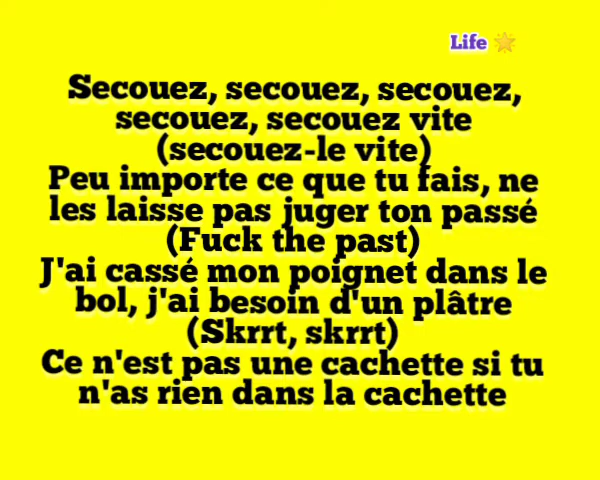 Life 🌟
Secouez, secouez, secouez,
secouez, secouez vite
(secouez-le vite)
Peu importe ce que tu fais, ne
les laisse pas juger ton passé
(Fuck the past)
J'ai cassé mon poignet dans le
bol, j'ai besoin d'un plâtre
(Skrrt, skrrt)
Ce n'est pas une cachette si tu
n'as rien dans la cachette